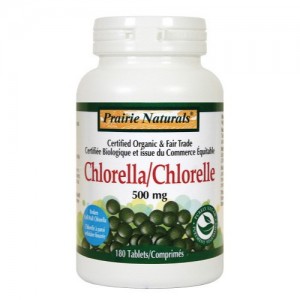 Prairie Naturals®
Certified Organic & Fair Trade
Certifiée Biologique et issue du Commerce Équitable
Chlorella/Chlorelle
500 mg
180 Tablets/Comprimés